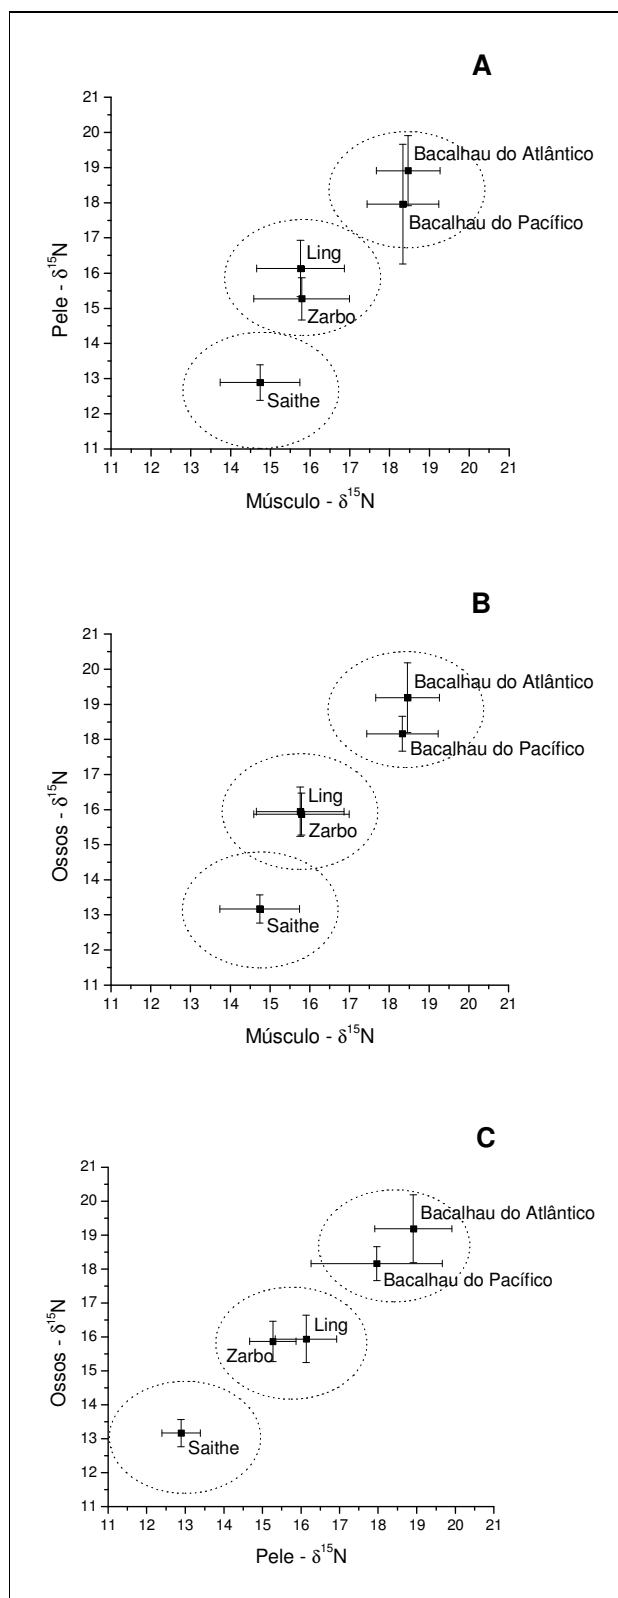 A
21
20
19
18
17
16
15
14
13
12
11
Pele - δ¹⁵N
Bacalhau do Atlântico
Bacalhau do Pacífico
Ling
Zarbo
Saithe
11 12 13 14 15 16 17 18 19 20 21
Músculo - δ¹⁵N
B
21
20
19
18
17
16
15
14
13
12
11
Ossos - δ¹⁵N
Bacalhau do Atlântico
Bacalhau do Pacífico
Ling
Zarbo
Saithe
11 12 13 14 15 16 17 18 19 20 21
Músculo - δ¹⁵N
C
21
20
19
18
17
16
15
14
13
12
11
Ossos - δ¹⁵N
Bacalhau do Atlântico
Bacalhau do Pacífico
Ling
Zarbo
Saithe
11 12 13 14 15 16 17 18 19 20 21
Pele - δ¹⁵N